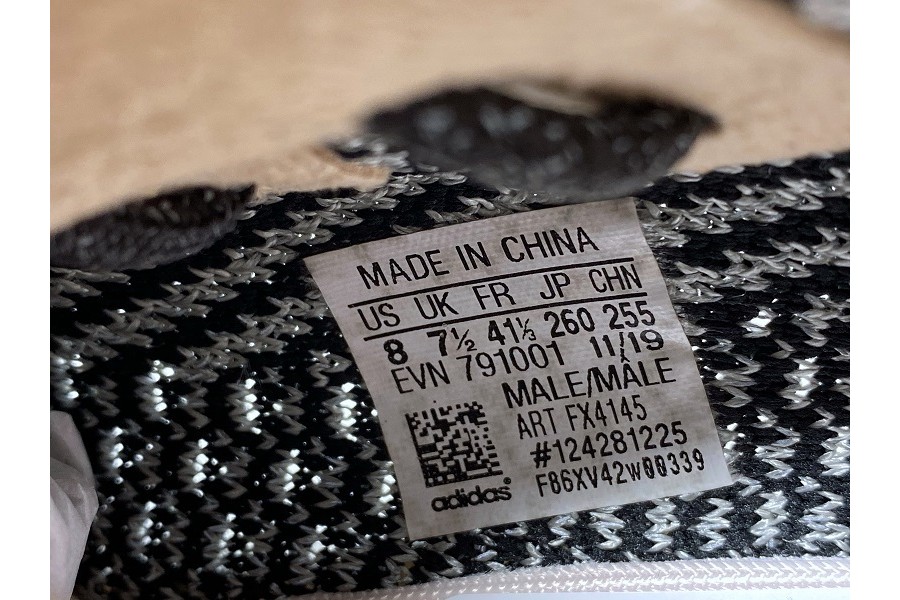 MADE IN CHINA
US UK FR JP CHN
8 7½ 41⅓ 260 255
EVN 791001 11/19
MALE/MÂLE
ART FX4145
#124281225
F86XV42W00339
adidas